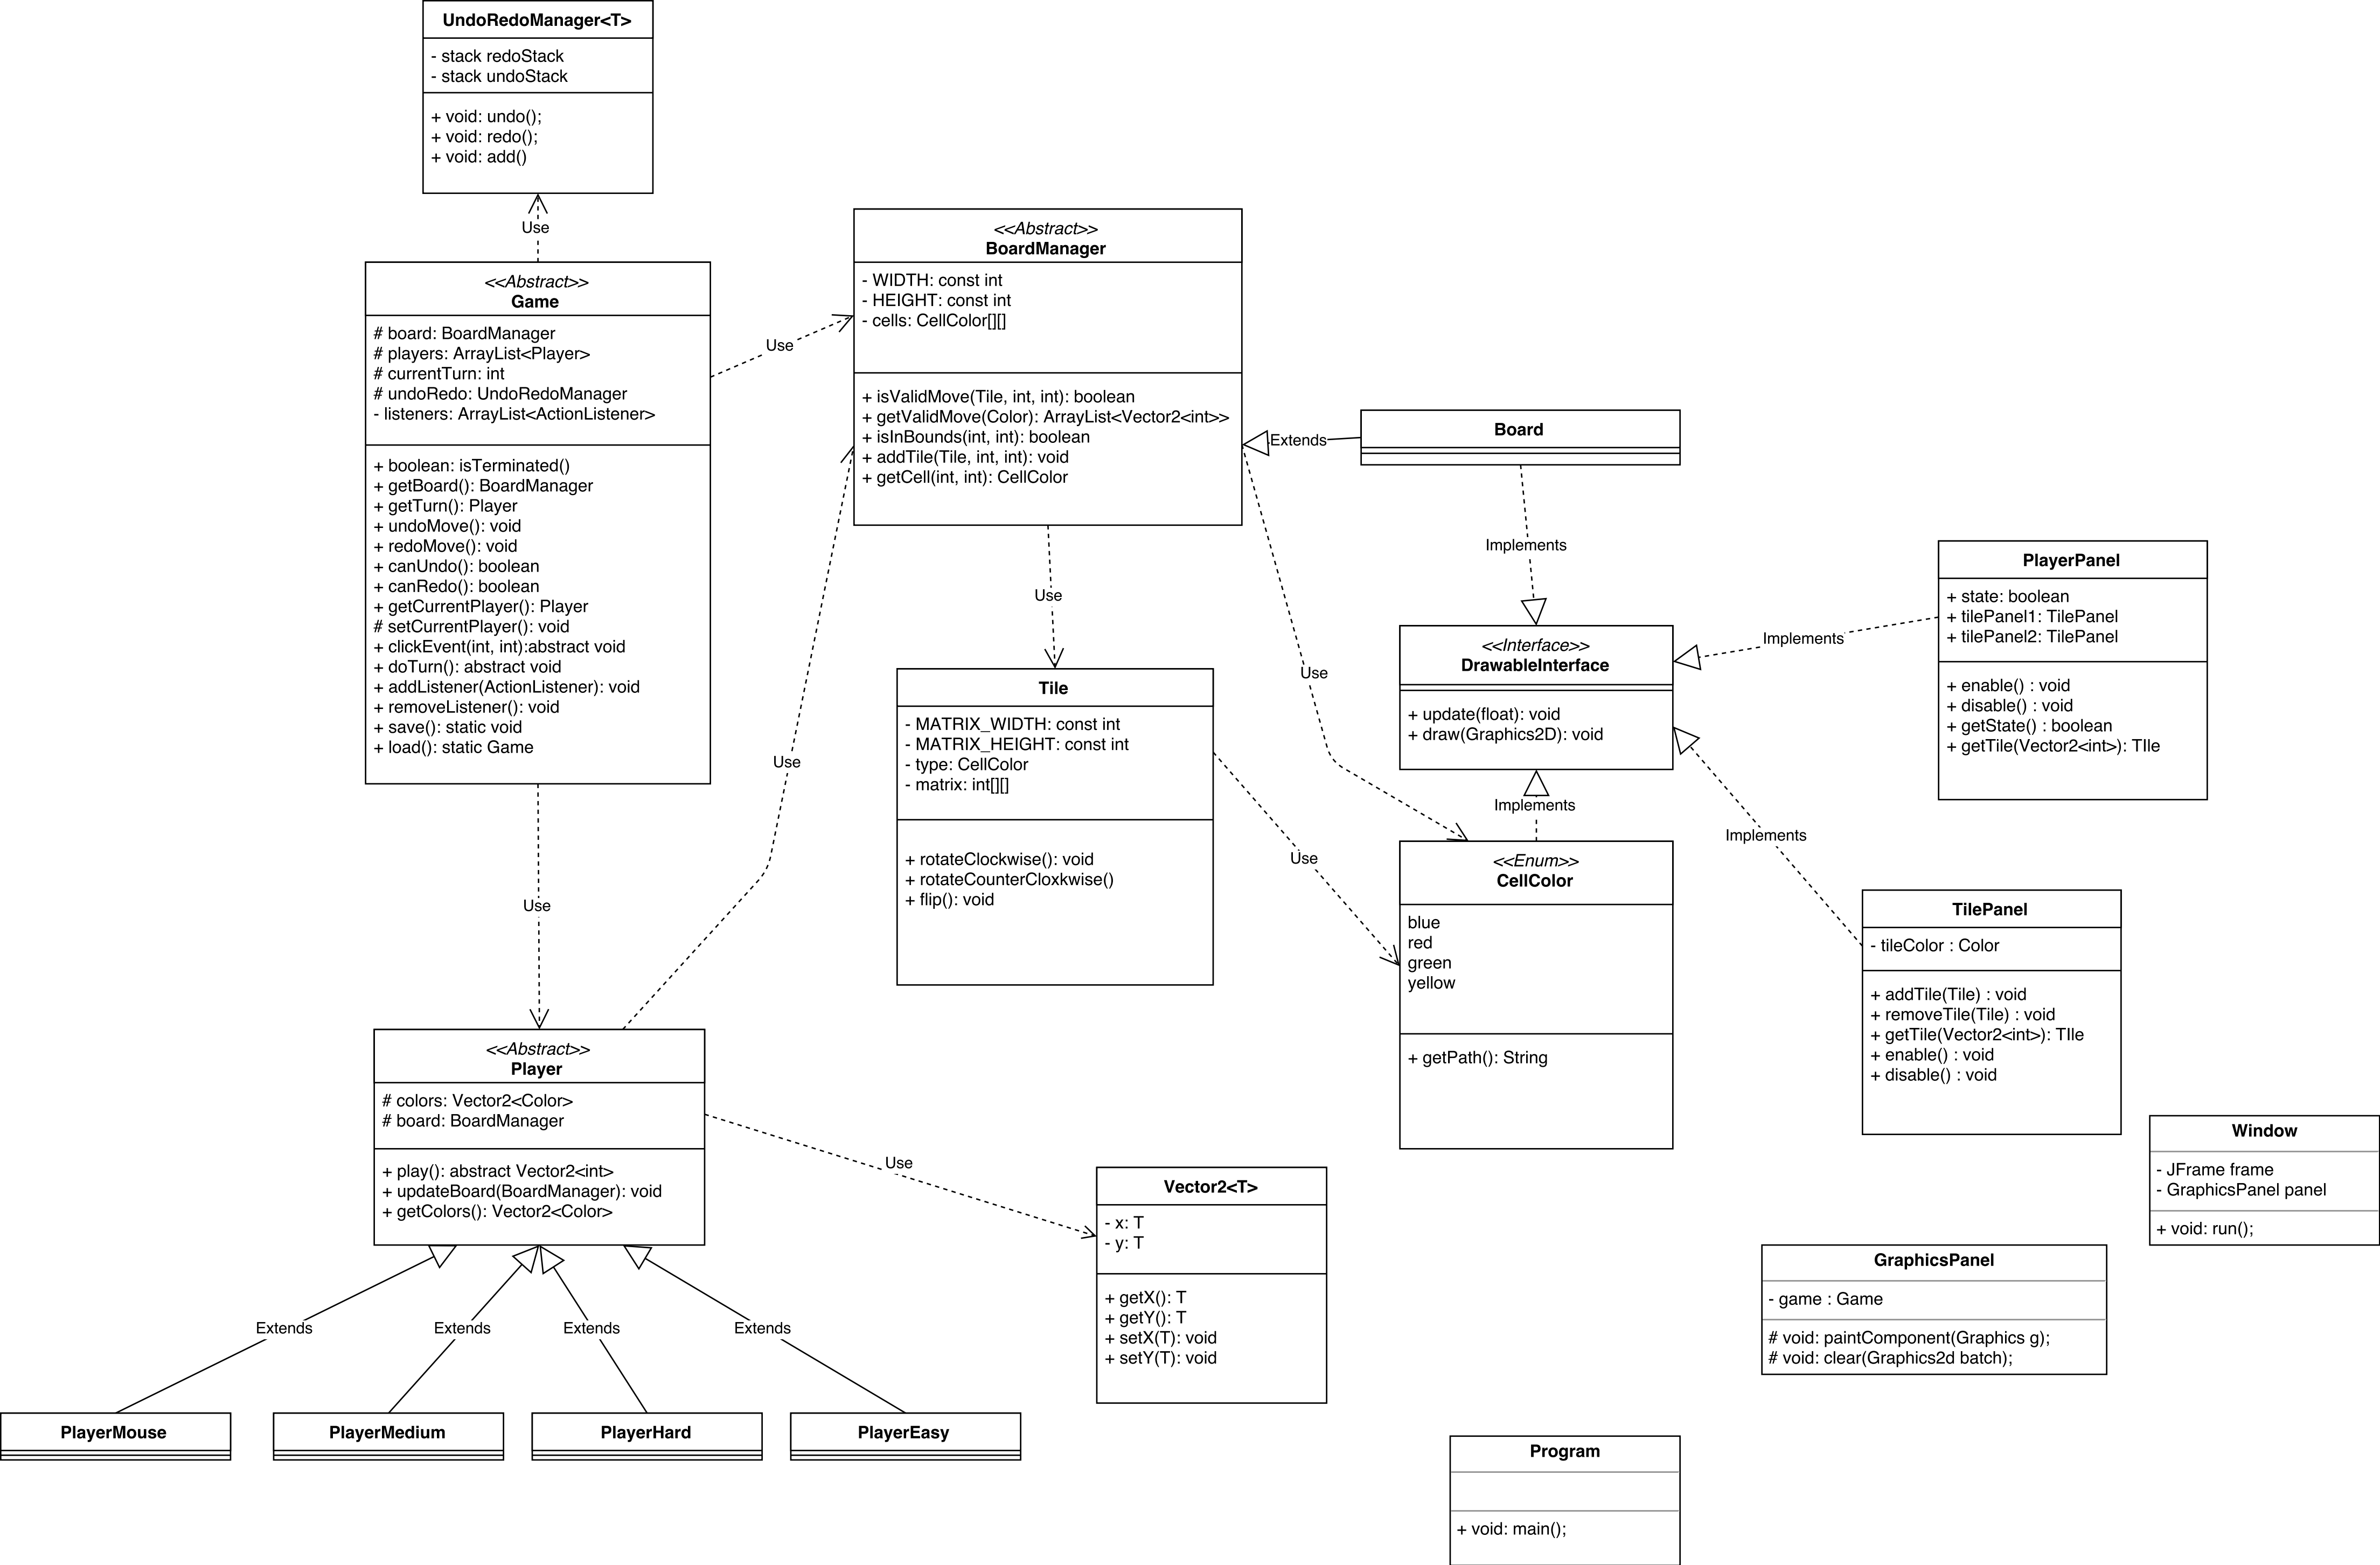 UndoRedoManager<T>
- stack redoStack
- stack undoStack
+ void: undo();
+ void: redo();
+ void: add()
Use
<<Abstract>>
Game
# board: BoardManager
# players: ArrayList<Player>
# currentTurn: int
# undoRedo: UndoRedoManager
- listeners: ArrayList<ActionListener>
+ boolean: isTerminated()
+ getBoard(): BoardManager
+ getTurn(): Player
+ undoMove(): void
+ redoMove(): void
+ canUndo(): boolean
+ canRedo(): boolean
+ getCurrentPlayer(): Player
# setCurrentPlayer(): void
+ clickEvent(int, int):abstract void
+ doTurn(): abstract void
+ addListener(ActionListener): void
+ removeListener(): void
+ save(): static void
+ load(): static Game
Use
<<Abstract>>
BoardManager
- WIDTH: const int
- HEIGHT: const int
- cells: CellColor[][]
+ isValidMove(Tile, int, int): boolean
+ getValidMove(Color): ArrayList<Vector2<int>>
+ isInBounds(int, int): boolean
+ addTile(Tile, int, int): void
+ getCell(int, int): CellColor
Extends
Board
Implements
Use
Use
Use
Use
Tile
- MATRIX_WIDTH: const int
- MATRIX_HEIGHT: const int
- type: CellColor
- matrix: int[][]
+ rotateClockwise(): void
+ rotateCounterCloxkwise()
+ flip(): void
Use
<<Interface>>
DrawableInterface
+ update(float): void
+ draw(Graphics2D): void
Implements
Implements
Implements
PlayerPanel
+ state: boolean
+ tilePanel1: TilePanel
+ tilePanel2: TilePanel
+ enable() : void
+ disable() : void
+ getState() : boolean
+ getTile(Vector2<int>): TIle
<<Enum>>
CellColor
blue
red
green
yellow
+ getPath(): String
TilePanel
- tileColor : Color
+ addTile(Tile) : void
+ removeTile(Tile) : void
+ getTile(Vector2<int>): TIle
+ enable() : void
+ disable() : void
<<Abstract>>
Player
# colors: Vector2<Color>
# board: BoardManager
+ play(): abstract Vector2<int>
+ updateBoard(BoardManager): void
+ getColors(): Vector2<Color>
Use
Vector2<T>
- x: T
- y: T
+ getX(): T
+ getY(): T
+ setX(T): void
+ setY(T): void
Window
- JFrame frame
- GraphicsPanel panel
+ void: run();
GraphicsPanel
- game : Game
# void: paintComponent(Graphics g);
# void: clear(Graphics2d batch);
Extends
Extends
Extends
Extends
PlayerMouse
PlayerMedium
PlayerHard
PlayerEasy
Program
+ void: main();